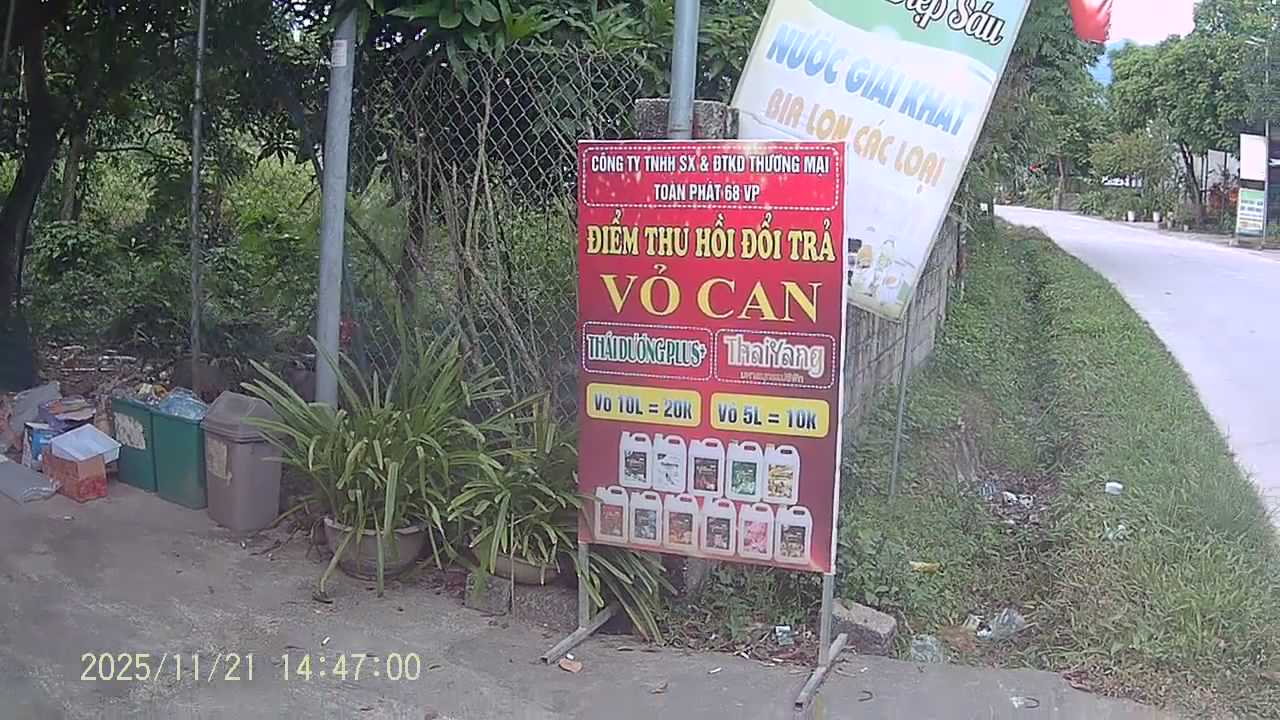 CÔNG TY TNHH SX & ĐTKD THƯƠNG MẠI
TOÀN PHÁT 68 VP
ĐIỂM THU HỒI ĐỔI TRẢ
VỎ CAN
THÁI DƯƠNG PLUS+
ThaiYang
Vỏ 10L = 20K
Vỏ 5L = 10K
Sáu
NƯỚC GIẢI KHÁT
BIA LON CÁC LOẠI
2025/11/21 14:47:00